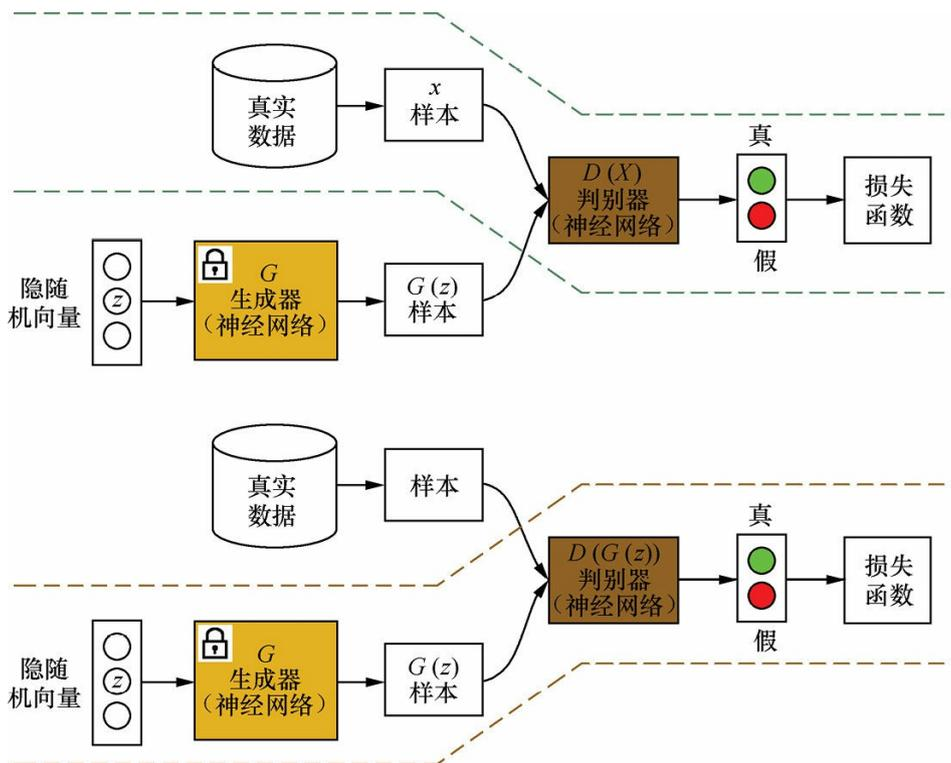 真实
数据
x
样本
D (X)
判别器
（神经网络）
真
假
损失
函数
隐随
机向量
z
G
生成器
（神经网络）
G (z)
样本
真实
数据
样本
D (G (z))
判别器
（神经网络）
真
假
损失
函数
隐随
机向量
z
G
生成器
（神经网络）
G (z)
样本